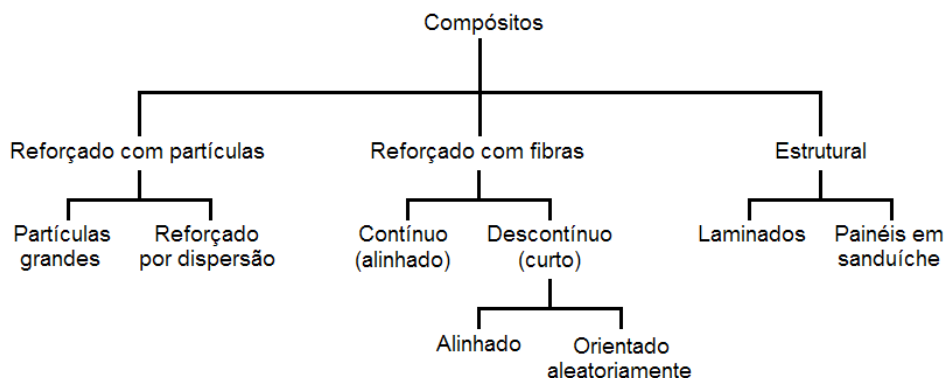 Compósitos
Reforçado com partículas
Reforçado com fibras
Estrutural
Partículas
grandes
Reforçado
por dispersão
Contínuo
(alinhado)
Descontínuo
(curto)
Laminados
Painéis em
sanduíche
Alinhado
Orientado
aleatoriamente